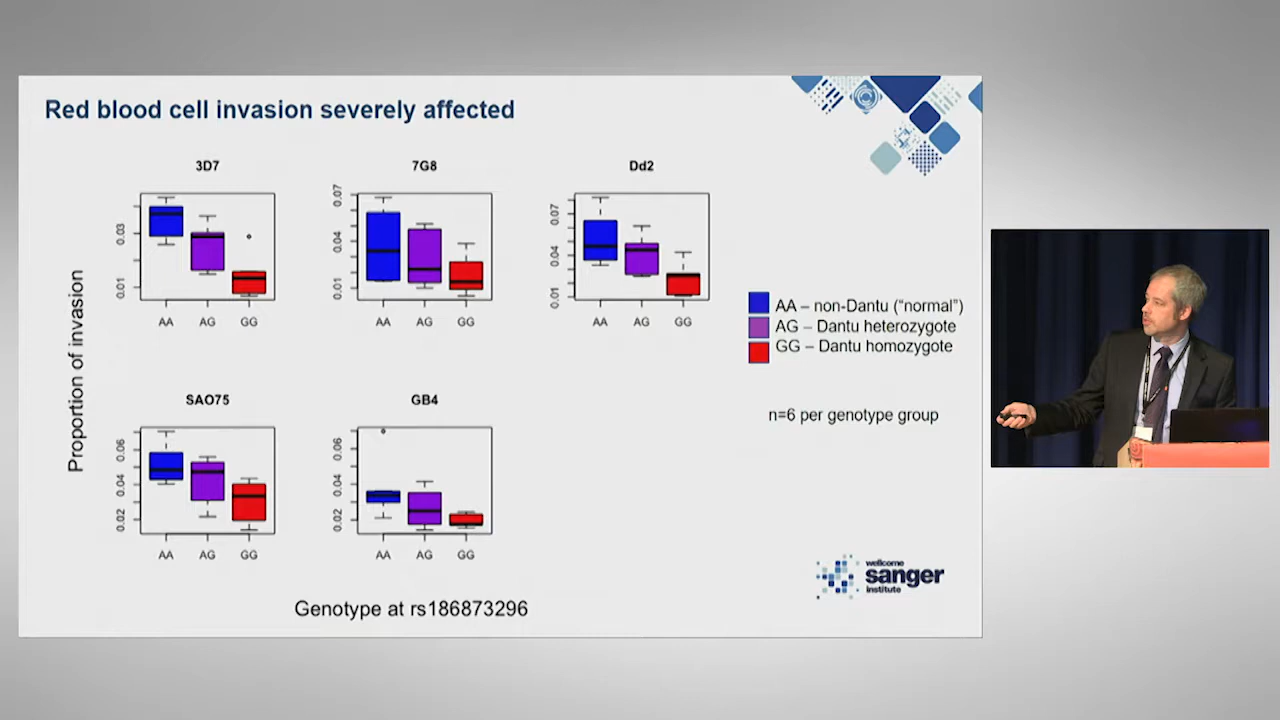 Red blood cell invasion severely affected
3D7
7G8
Dd2
0.03
0.01
AA
AG
GG
0.07
0.04
0.01
AA
AG
GG
0.07
0.04
0.01
AA
AG
GG
Proportion of invasion
AA – non-Dantu (“normal”)
AG – Dantu heterozygote
GG – Dantu homozygote
n=6 per genotype group
SAO75
GB4
0.06
0.04
0.02
AA
AG
GG
0.06
0.04
0.02
AA
AG
GG
Genotype at rs186873296
wellcome
sanger
institute